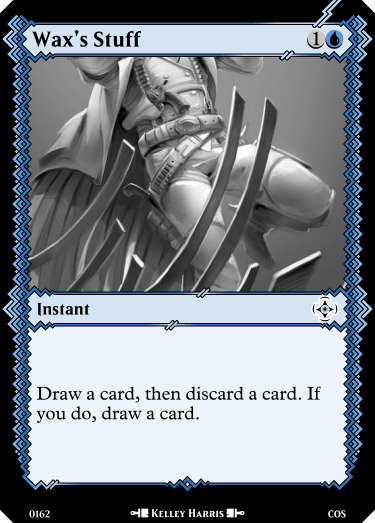 Wax's Stuff 1
Instant
Draw a card, then discard a card. If
you do, draw a card.
0162 Kelley Harris COS